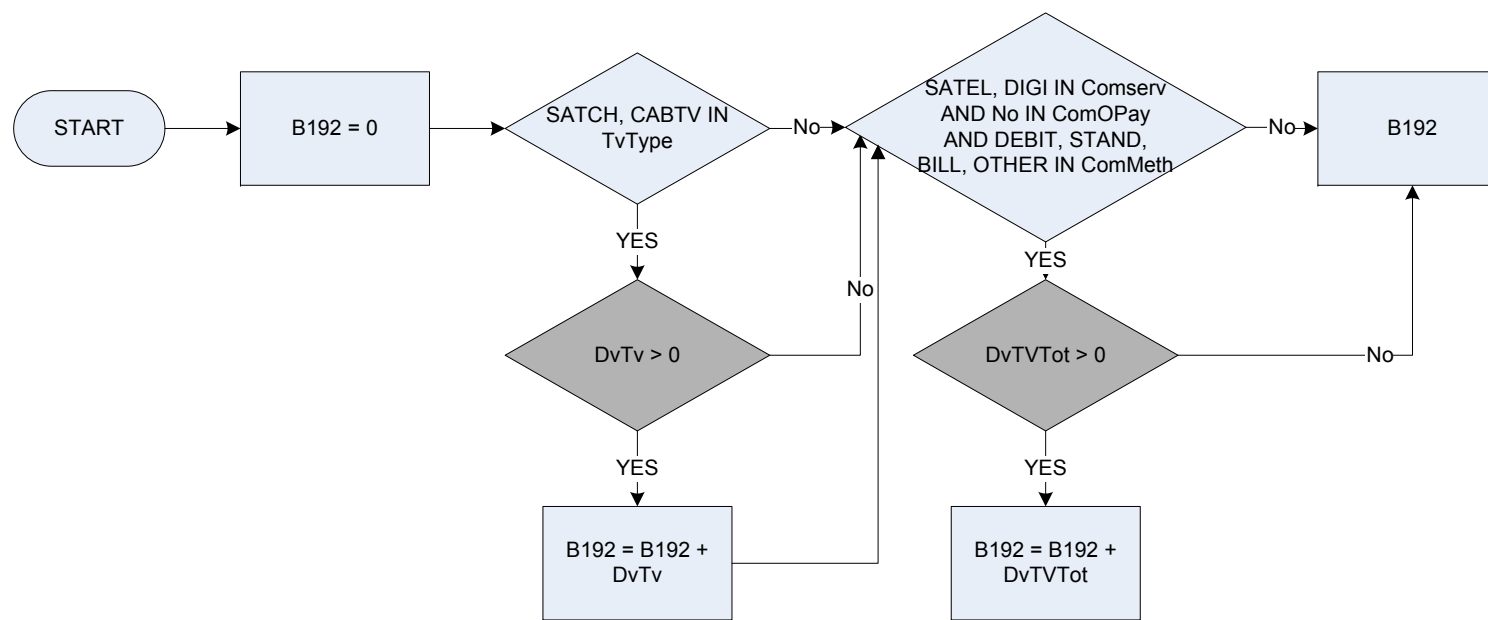 START
B192 = 0
SATCH, CABTV IN
TvType
No
SATEL, DIGI IN Comserv
AND No IN ComOPay
AND DEBIT, STAND,
BILL, OTHER IN ComMeth
No
B192
YES
YES
DvTv > 0
No
DvTVTot > 0
No
YES
YES
B192 = B192 +
DvTv
B192 = B192 +
DvTVTot